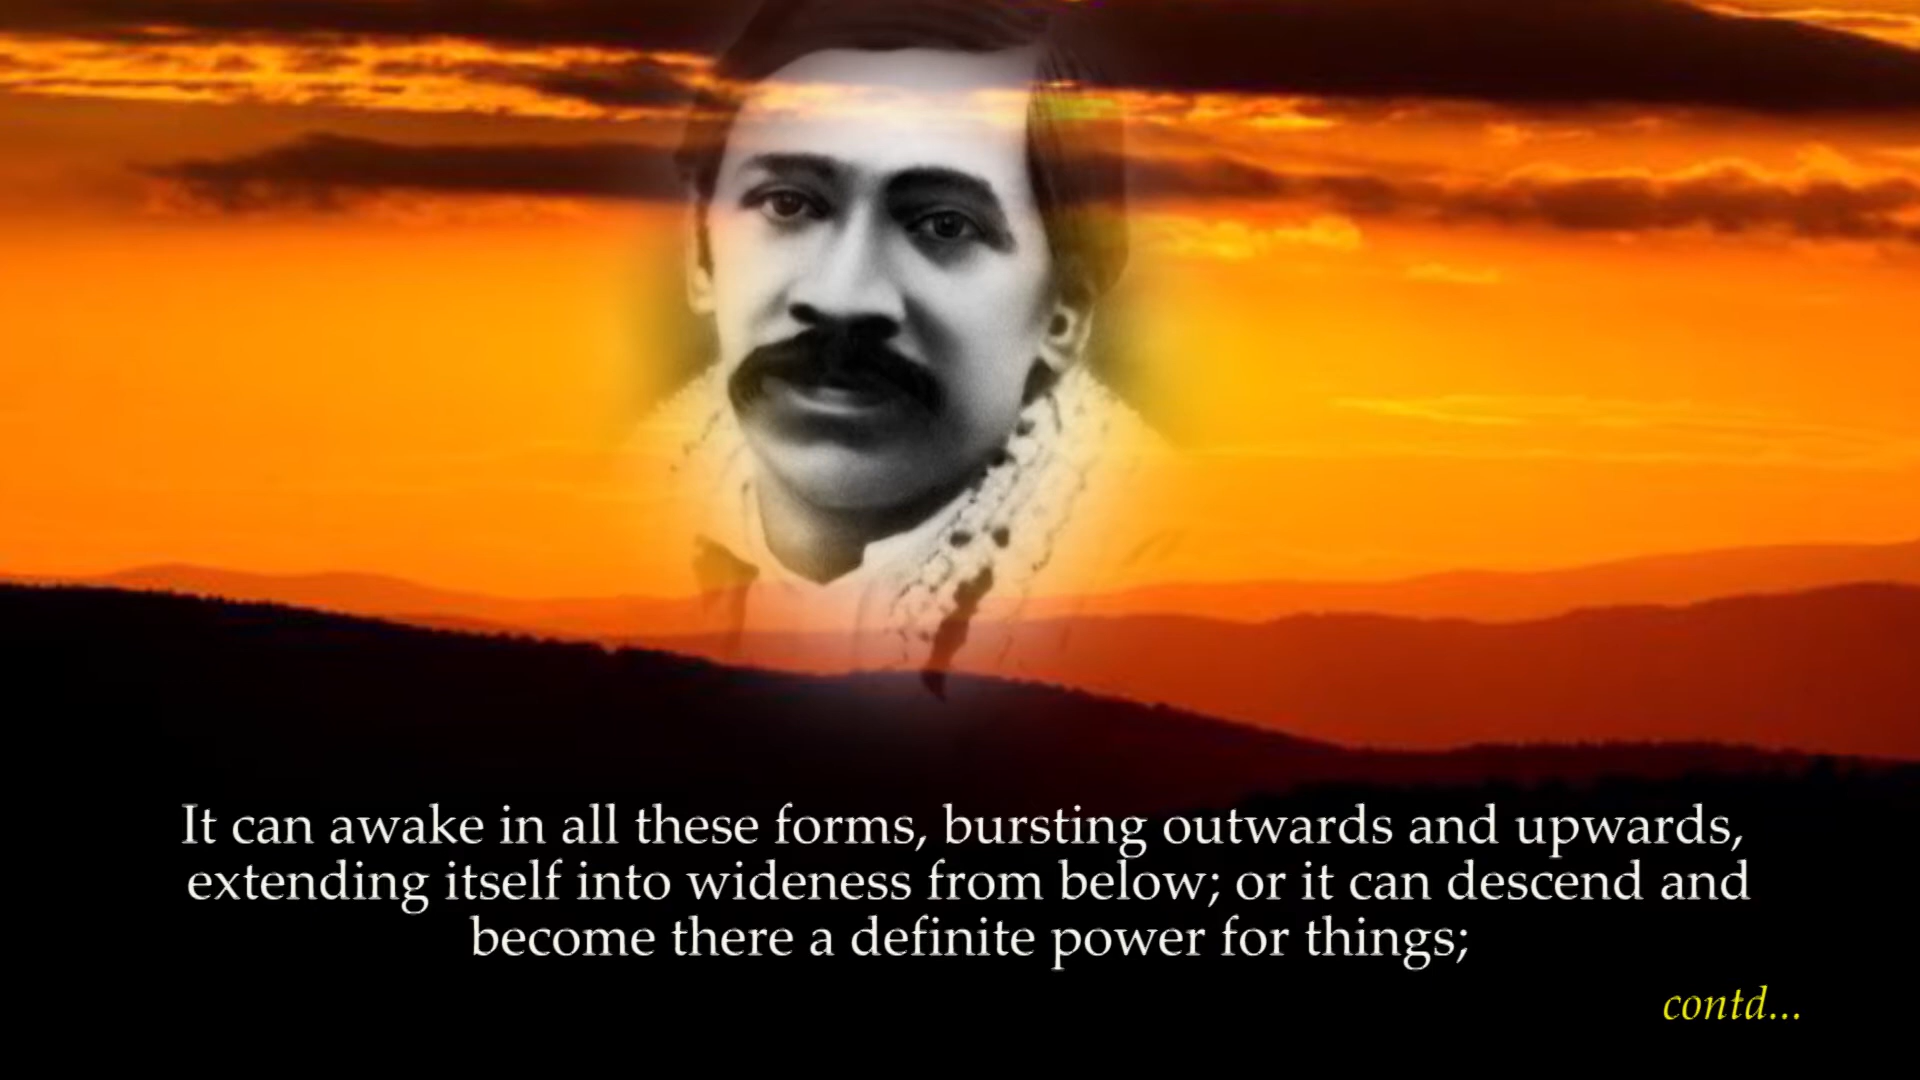 It can awake in all these forms, bursting outwards and upwards,
extending itself into wideness from below; or it can descend and
become there a definite power for things;
contd...